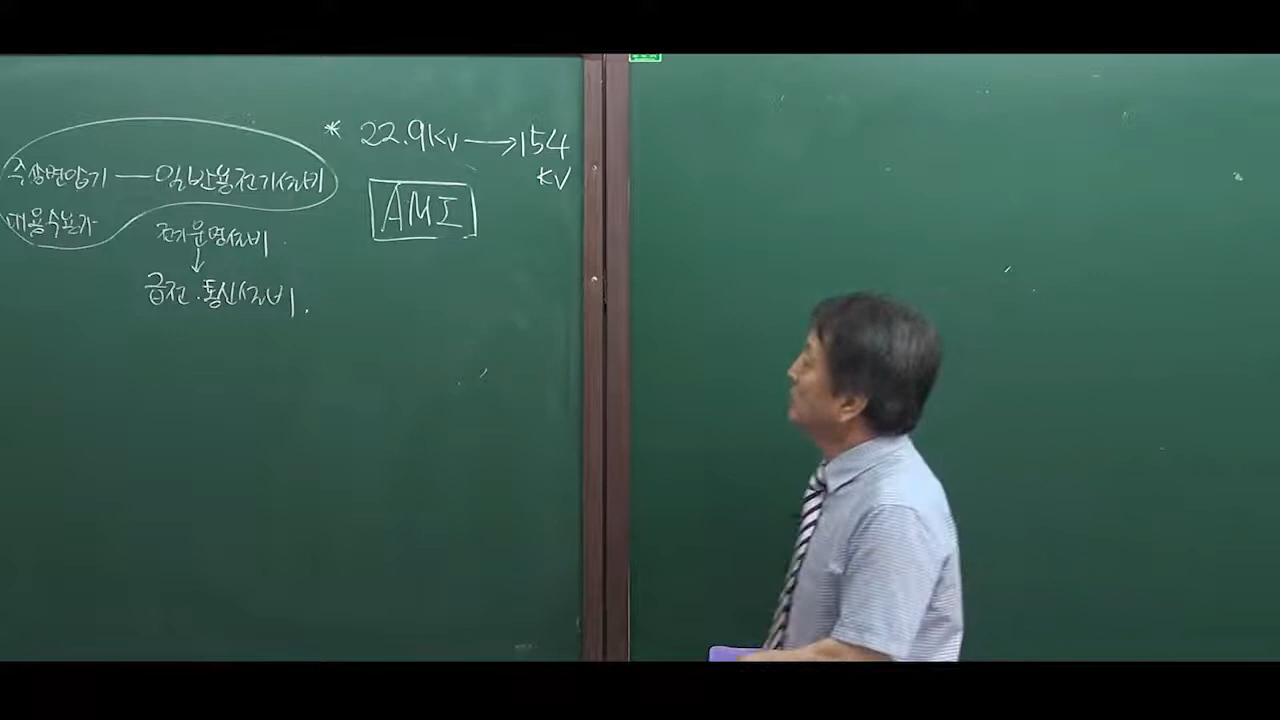 주상변압기 — 일반용전기설비
대용수용가
전기운영설비
↓
급전·통신설비.
* 22.9KV → 154
KV
AMI